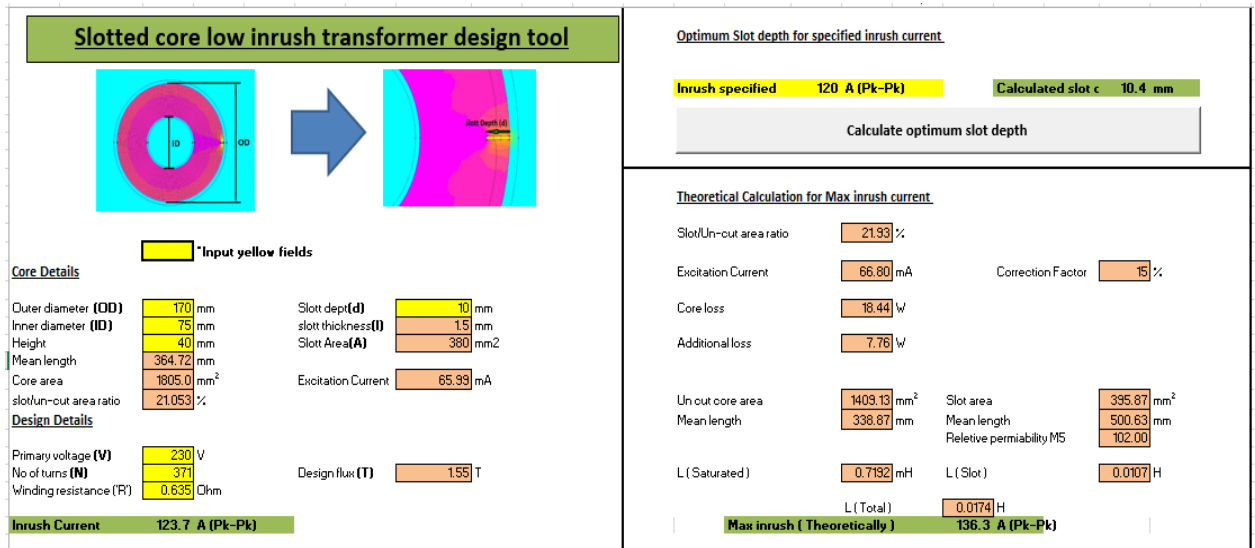 Slotted core low inrush transformer design tool
ID
OD
Slott Depth (d)
*Input yellow fields
Core Details
Outer diameter (OD) 170 mm Slott dept(d) 10 mm
Inner diameter (ID) 75 mm slott thickness(l) 1.5 mm
Height 40 mm Slott Area(A) 380 mm2
Mean length 364.72 mm
Core area 1805.0 mm² Excitation Current 65.99 mA
slot/un-cut area ratio 21.053 %
Design Details
Primary voltage (V) 230 V
No of turns (N) 371 Design flux (T) 1.55 T
Winding resistance ('R') 0.635 Ohm
Inrush Current 123.7 A (Pk-Pk)
Optimum Slot depth for specified inrush current
Inrush specified 120 A (Pk-Pk) Calculated slot c 10.4 mm
Calculate optimum slot depth
Theoretical Calculation for Max inrush current
Slot/Un-cut area ratio 21.93 %
Excitation Current 66.80 mA Correction Factor 15 %
Core loss 18.44 W
Additional loss 7.76 W
Un cut core area 1409.13 mm² Slot area 395.87 mm²
Mean length 338.87 mm Mean length 500.63 mm
Reletive permiability M5 102.00
L (Saturated) 0.7192 mH L (Slot) 0.0107 H
L (Total) 0.0174 H
Max inrush ( Theoretically ) 136.3 A (Pk-Pk)